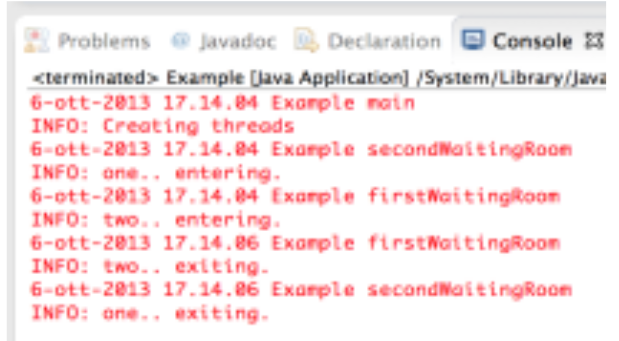 Problems @ Javadoc Declaration Console
<terminated> Example [Java Application] /System/Library/Java
6-ott-2013 17.14.04 Example main
INFO: Creating threads
6-ott-2013 17.14.04 Example secondWaitingRoom
INFO: one.. entering.
6-ott-2013 17.14.04 Example firstWaitingRoom
INFO: two.. entering.
6-ott-2013 17.14.06 Example firstWaitingRoom
INFO: two.. exiting.
6-ott-2013 17.14.06 Example secondWaitingRoom
INFO: one.. exiting.